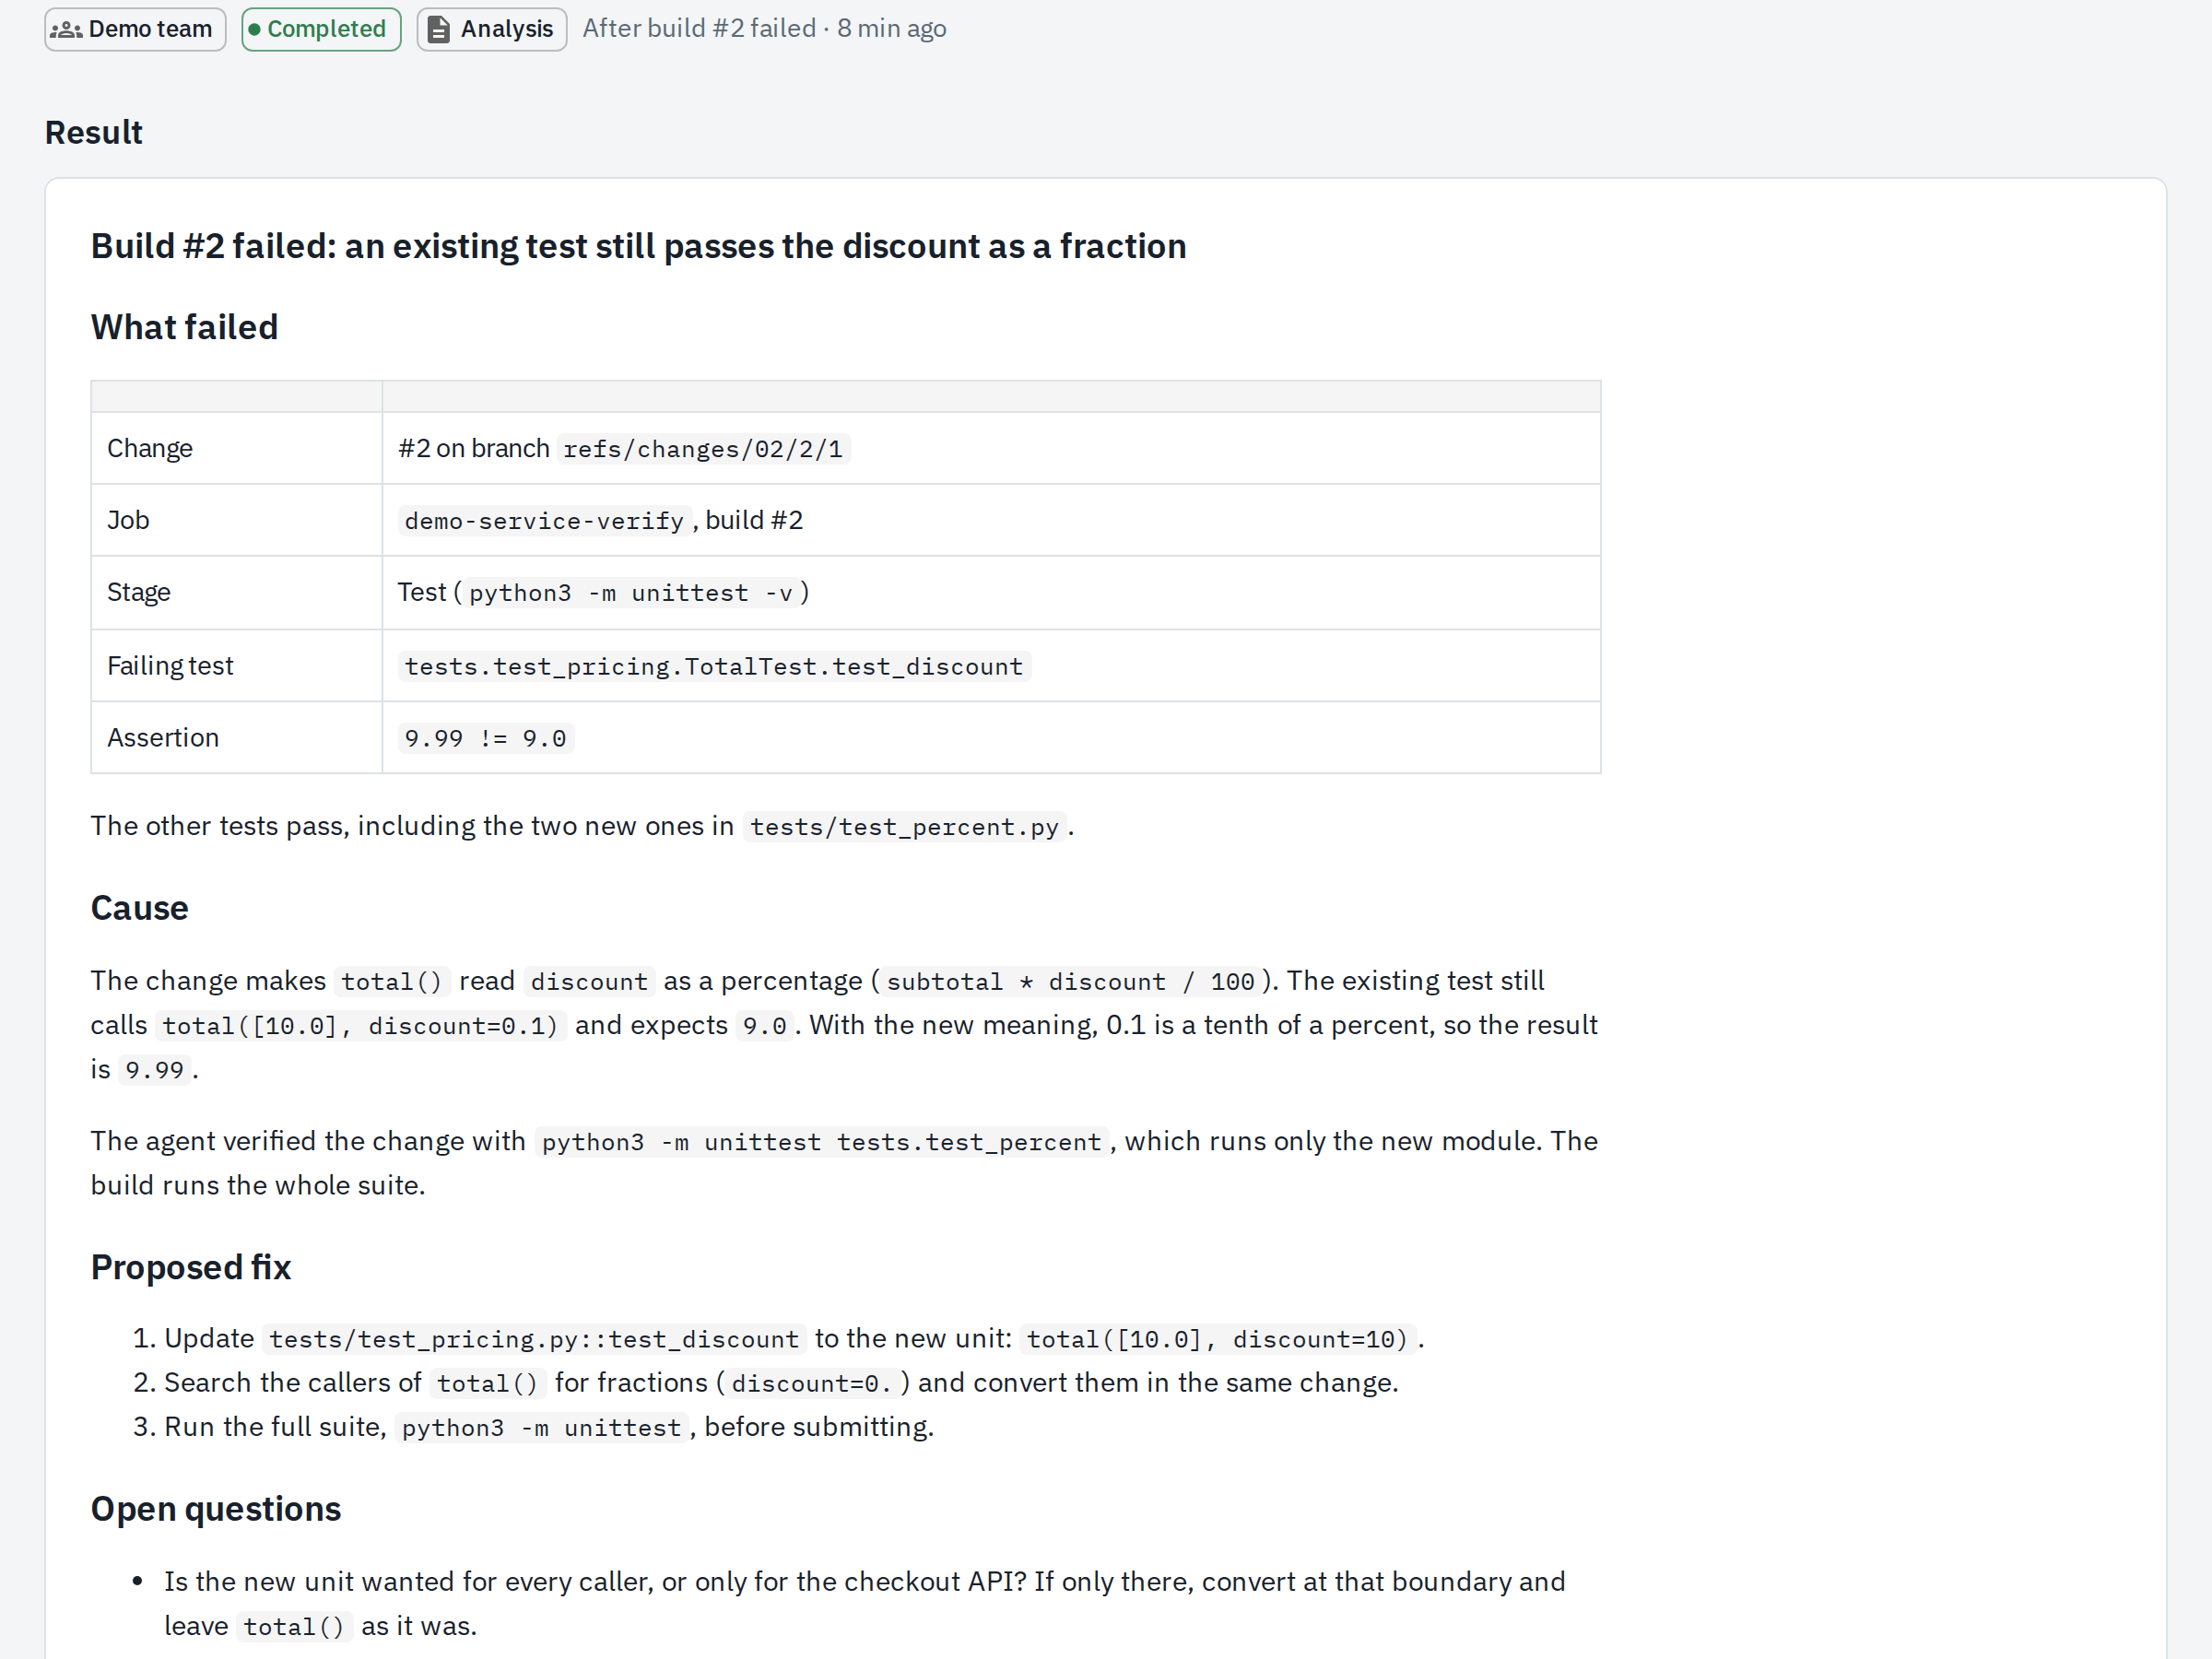 Demo team Completed Analysis After build #2 failed · 8 min ago
Result
Build #2 failed: an existing test still passes the discount as a fraction
What failed
Change #2 on branch refs/changes/02/2/1
Job demo-service-verify, build #2
Stage Test (python3 -m unittest -v)
Failing test tests.test_pricing.TotalTest.test_discount
Assertion 9.99 != 9.0
The other tests pass, including the two new ones in tests/test_percent.py.
Cause
The change makes total() read discount as a percentage (subtotal * discount / 100). The existing test still
calls total([10.0], discount=0.1) and expects 9.0. With the new meaning, 0.1 is a tenth of a percent, so the result
is 9.99.
The agent verified the change with python3 -m unittest tests.test_percent, which runs only the new module. The
build runs the whole suite.
Proposed fix
1. Update tests/test_pricing.py::test_discount to the new unit: total([10.0], discount=10).
2. Search the callers of total() for fractions (discount=0.) and convert them in the same change.
3. Run the full suite, python3 -m unittest, before submitting.
Open questions
• Is the new unit wanted for every caller, or only for the checkout API? If only there, convert at that boundary and
leave total() as it was.